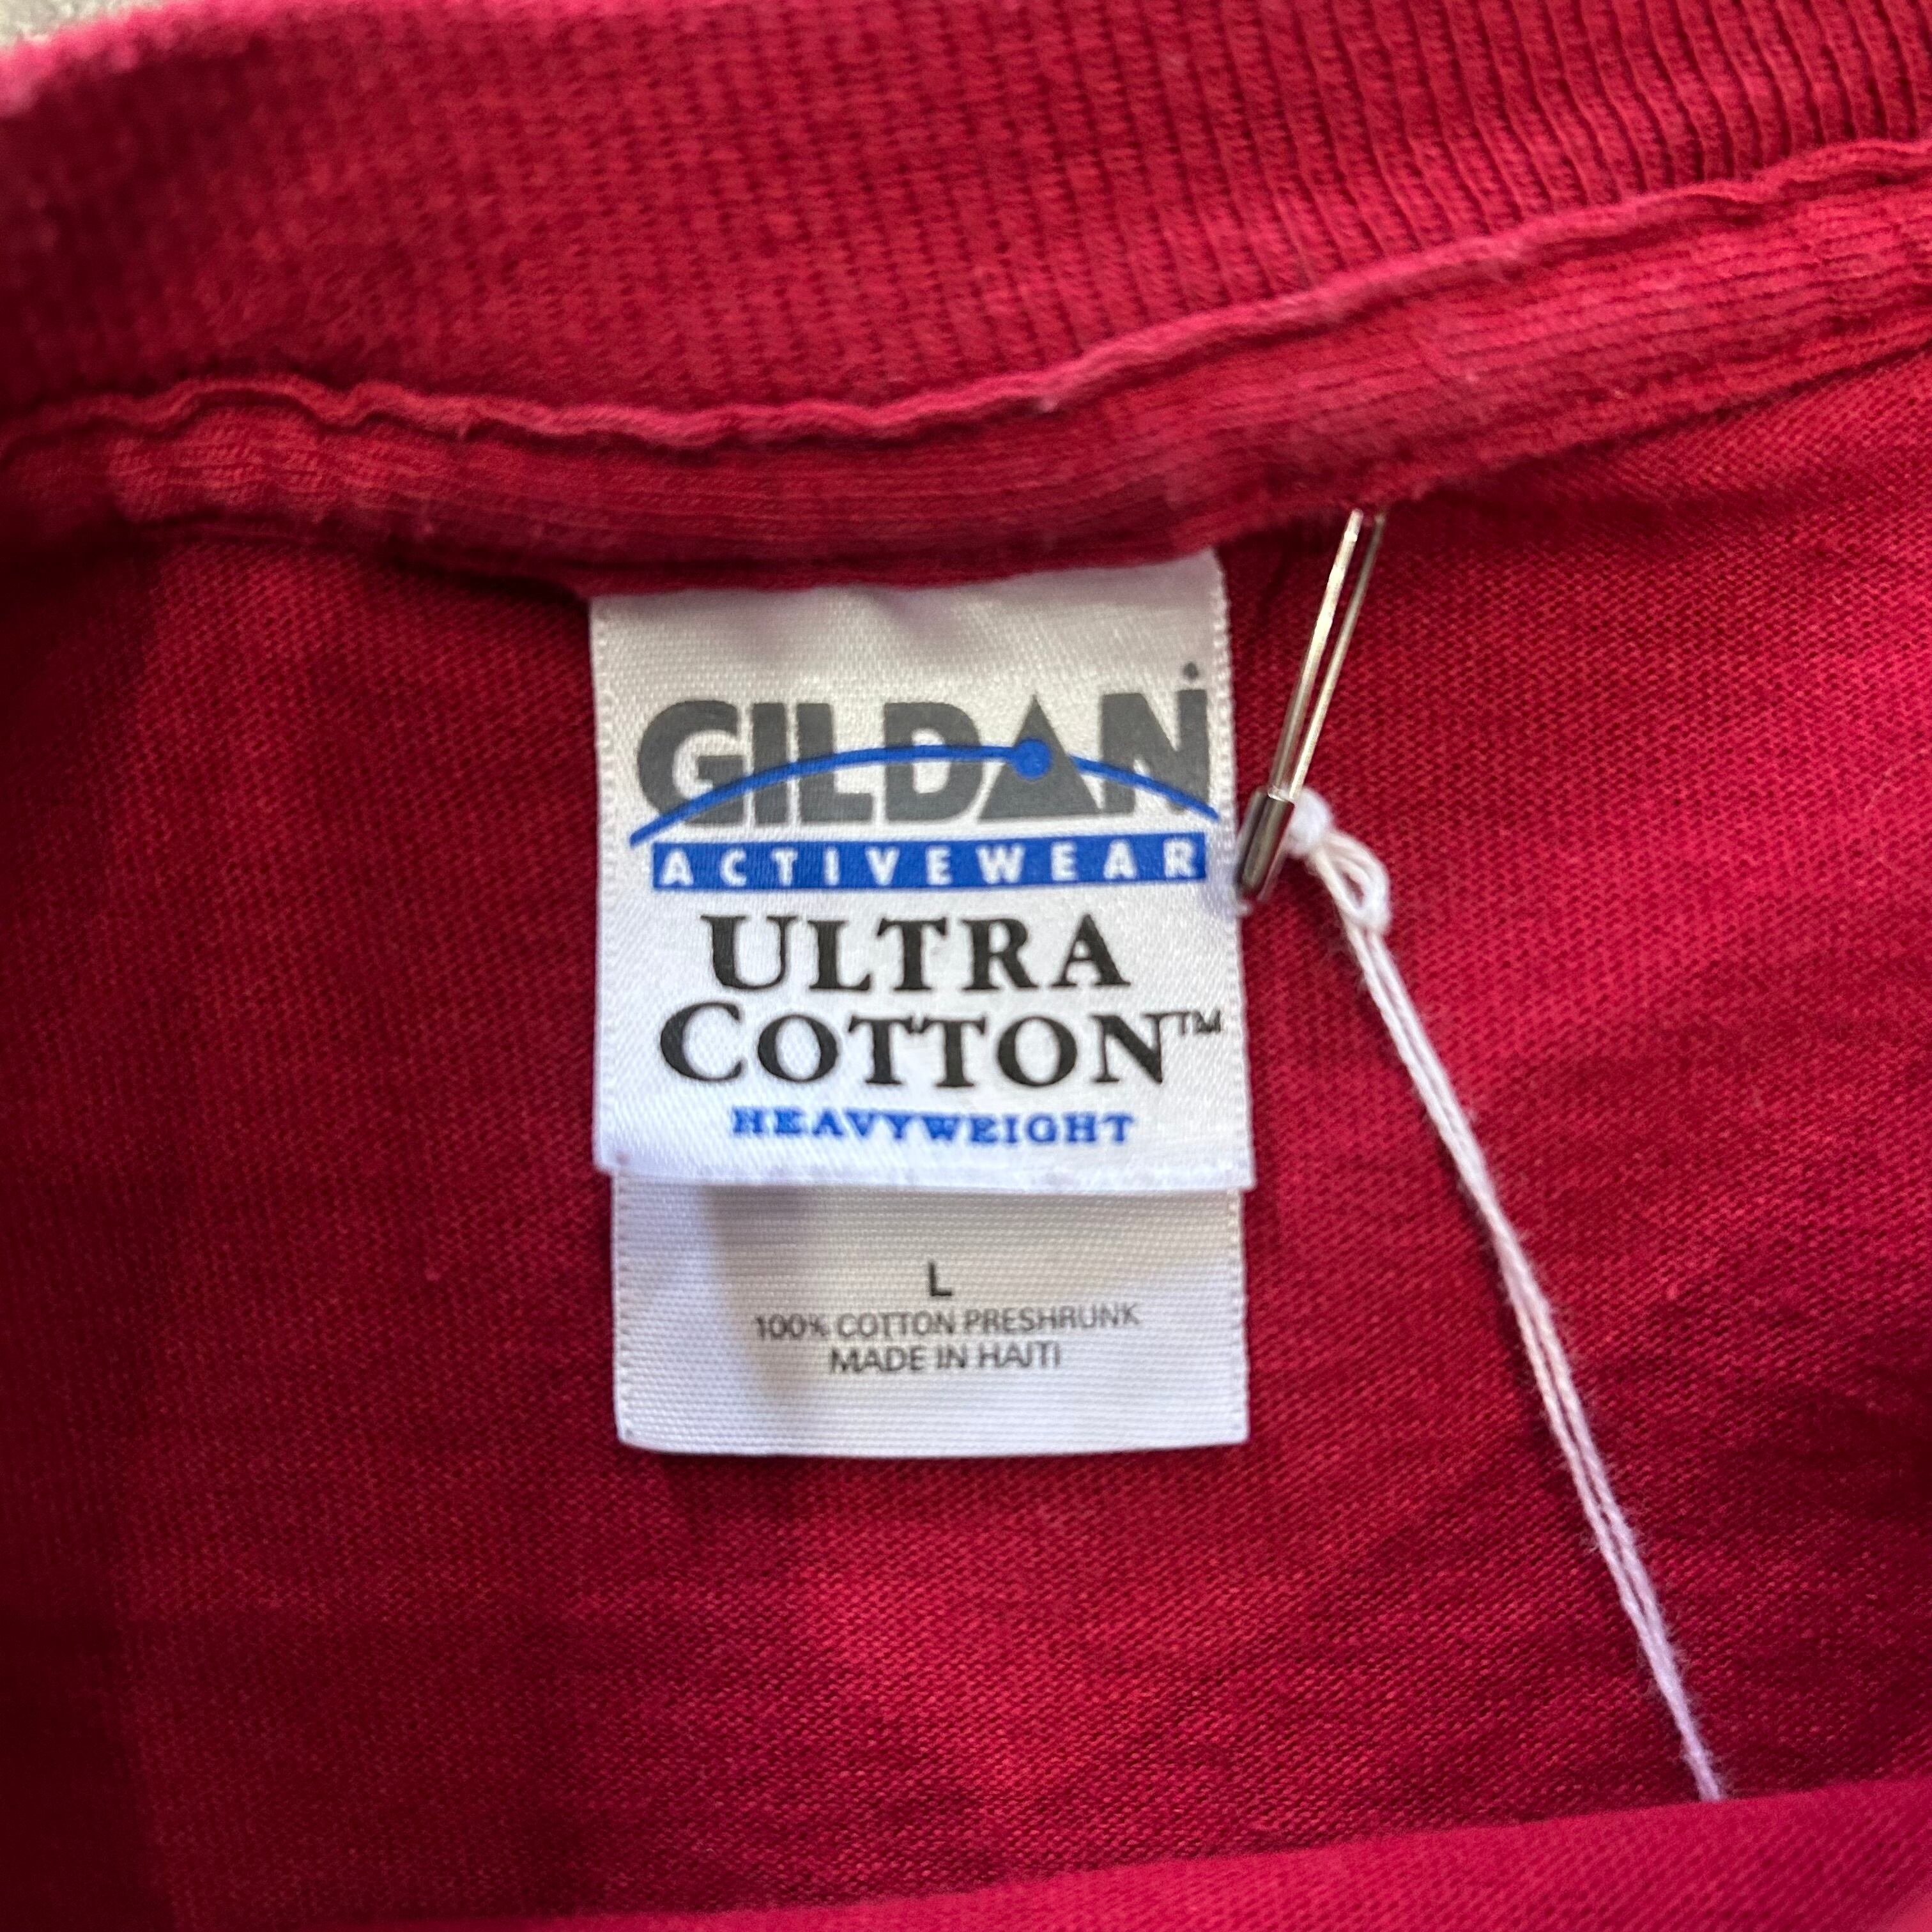 GILDAN
ACTIVEWEAR
ULTRA
COTTON™
HEAVYWEIGHT
L
100% COTTON PRESHRUNK
MADE IN HAITI